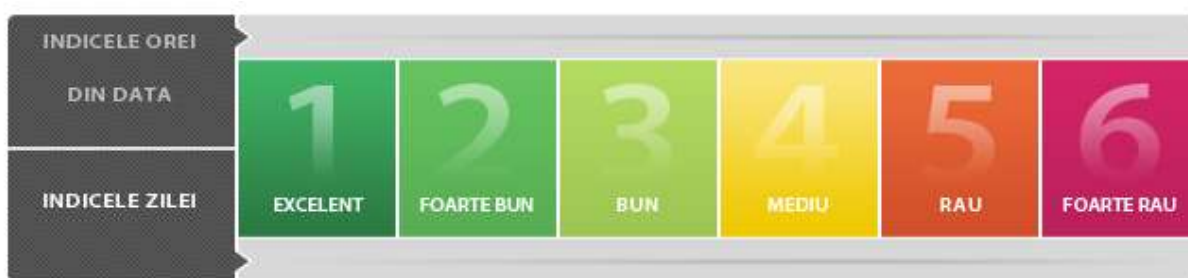 INDICELE OREI
DIN DATA
INDICELE ZILEI
1
EXCELENT
2
FOARTE BUN
3
BUN
4
MEDIU
5
RAU
6
FOARTE RAU